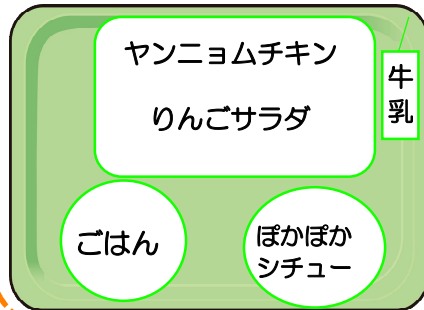 ヤンニョムチキン
りんごサラダ
牛乳
ごはん
ぽかぽか
シチュー